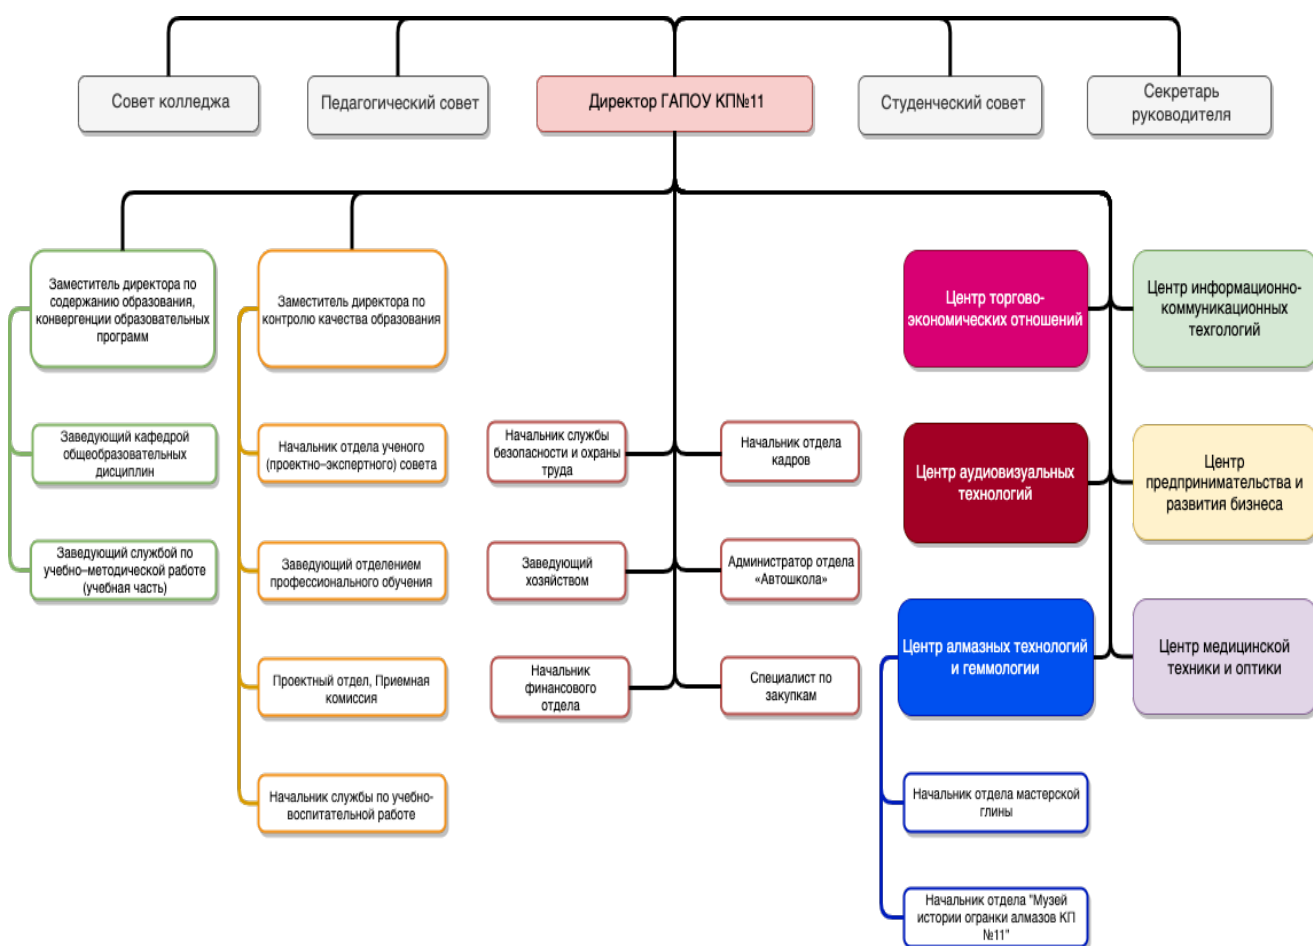 Совет колледжа
Педагогический совет
Директор ГАПОУ КП№11
Студенческий совет
Секретарь
руководителя
Заместитель директора по
содержанию образования,
конвергенции образовательных
программ
Заведующий кафедрой
общеобразовательных
дисциплин
Заведующий службой по
учебно–методической работе
(учебная часть)
Заместитель директора по
контролю качества образования
Начальник отдела ученого
(проектно–экспертного) совета
Заведующий отделением
профессионального обучения
Проектный отдел, Приемная
комиссия
Начальник службы по учебно-
воспитательной работе
Начальник службы
безопасности и охраны
труда
Начальник отдела
кадров
Заведующий
хозяйством
Администратор отдела
«Автошкола»
Начальник
финансового
отдела
Специалист по
закупкам
Центр торгово-
экономических отношений
Центр информационно-
коммуникационных
техгологий
Центр аудиовизуальных
технологий
Центр
предпринимательства и
развития бизнеса
Центр алмазных технологий
и геммологии
Центр медицинской
техники и оптики
Начальник отдела мастерской
глины
Начальник отдела "Музей
истории огранки алмазов КП
№11"